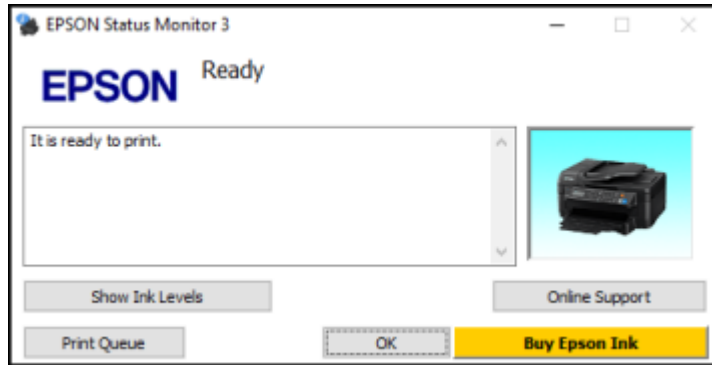 EPSON Status Monitor 3
EPSON
Ready
It is ready to print.
Show Ink Levels
Online Support
Print Queue
OK
Buy Epson Ink